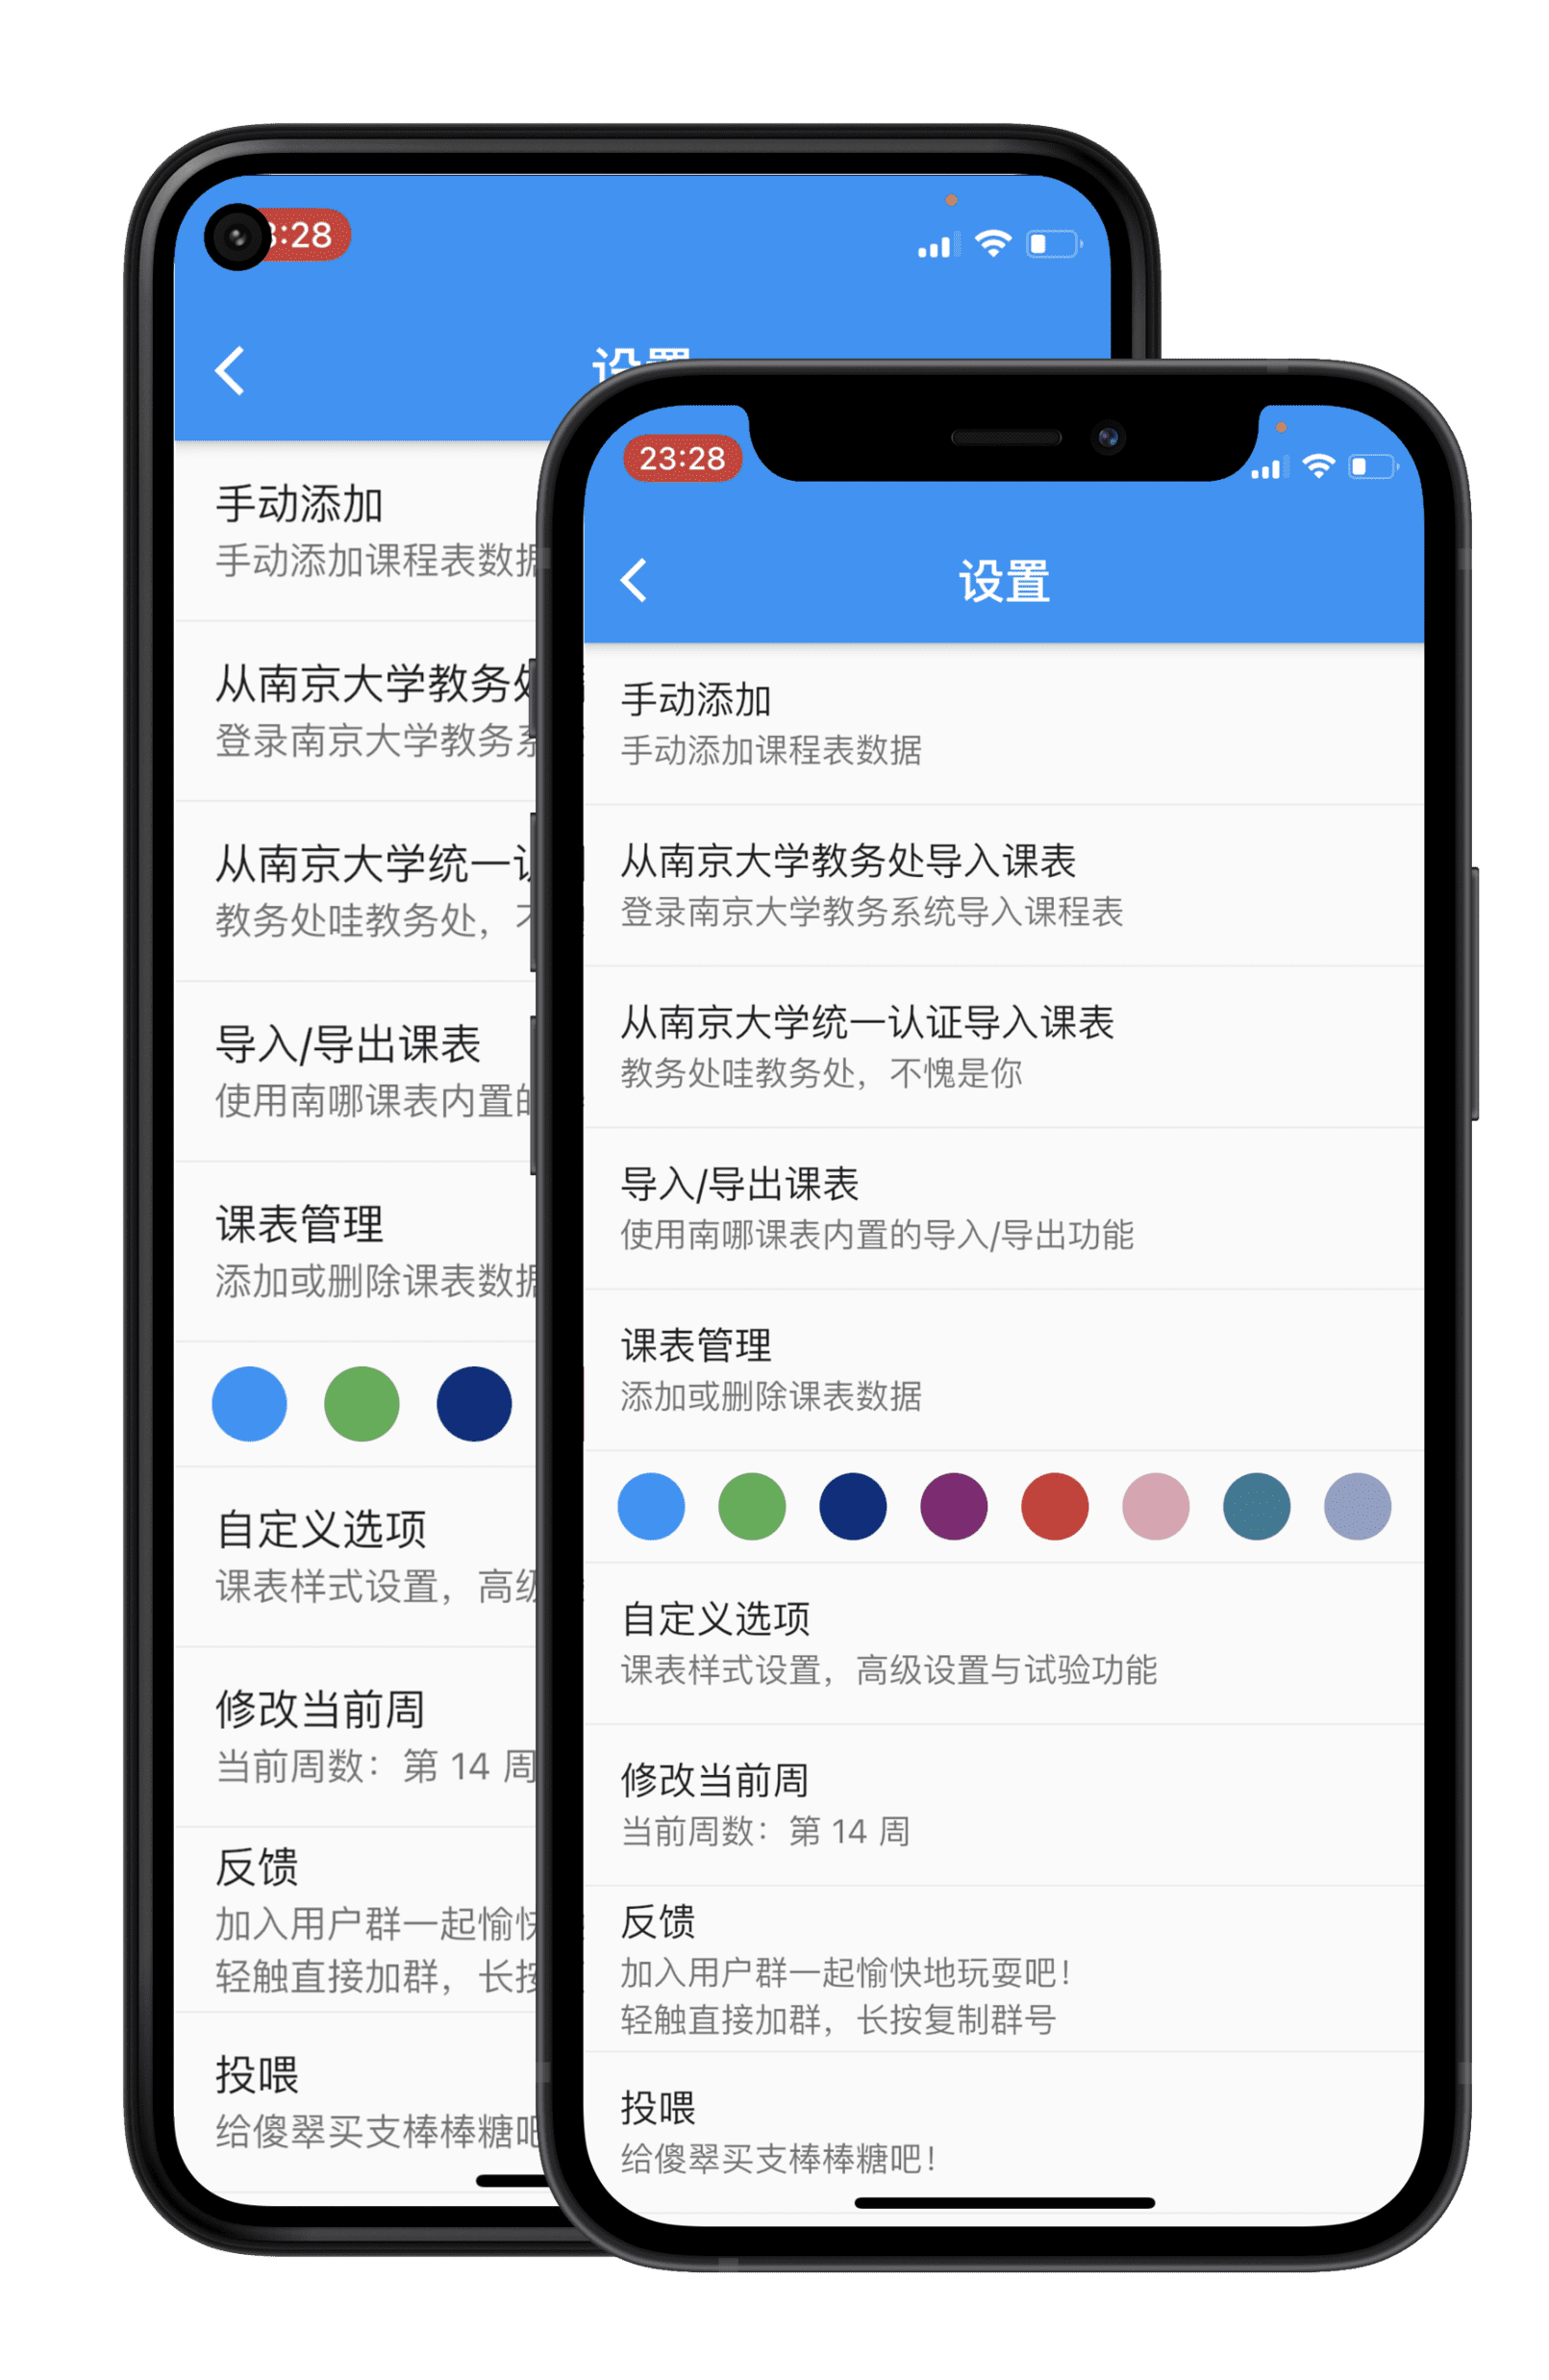 :28
设置
手动添加
手动添加课程表数据
从南京大学教务处
登录南京大学教务系
从南京大学统一认
教务处哇教务处，不
导入/导出课表
使用南哪课表内置的
课表管理
添加或删除课表数据
自定义选项
课表样式设置，高级
修改当前周
当前周数：第 14 周
反馈
加入用户群一起愉快
轻触直接加群，长按
投喂
给傻翠买支棒棒糖吧
23:28
设置
手动添加
手动添加课程表数据
从南京大学教务处导入课表
登录南京大学教务系统导入课程表
从南京大学统一认证导入课表
教务处哇教务处，不愧是你
导入/导出课表
使用南哪课表内置的导入/导出功能
课表管理
添加或删除课表数据
自定义选项
课表样式设置，高级设置与试验功能
修改当前周
当前周数：第 14 周
反馈
加入用户群一起愉快地玩耍吧！
轻触直接加群，长按复制群号
投喂
给傻翠买支棒棒糖吧！